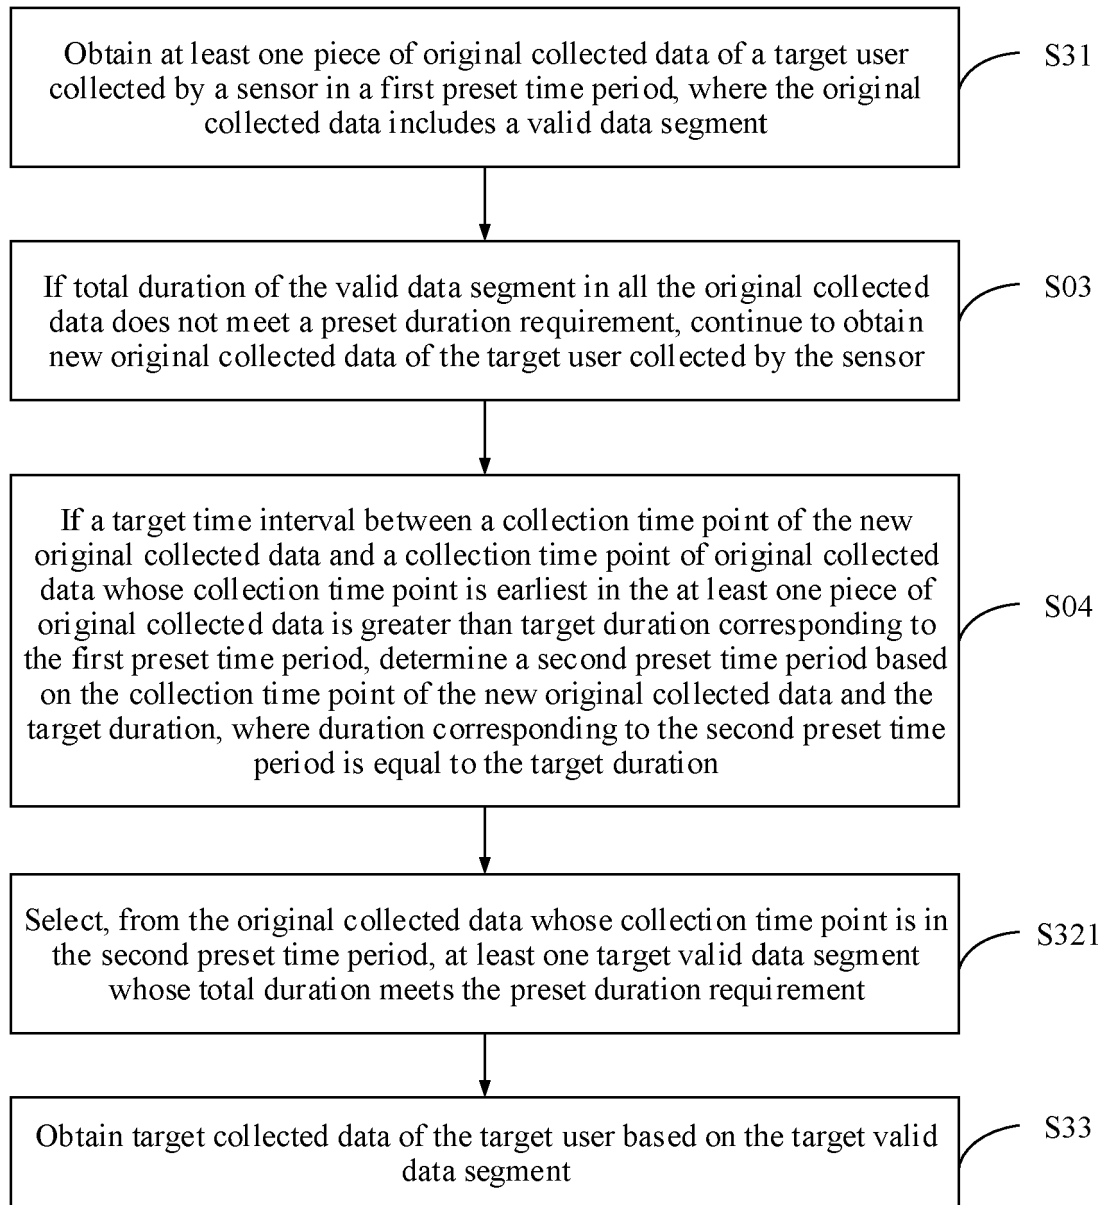 Obtain at least one piece of original collected data of a target user
collected by a sensor in a first preset time period, where the original
collected data includes a valid data segment
S31
If total duration of the valid data segment in all the original collected
data does not meet a preset duration requirement, continue to obtain
new original collected data of the target user collected by the sensor
S03
If a target time interval between a collection time point of the new
original collected data and a collection time point of original collected
data whose collection time point is earliest in the at least one piece of
original collected data is greater than target duration corresponding to
the first preset time period, determine a second preset time period based
on the collection time point of the new original collected data and the
target duration, where duration corresponding to the second preset time
period is equal to the target duration
S04
Select, from the original collected data whose collection time point is in
the second preset time period, at least one target valid data segment
whose total duration meets the preset duration requirement
S321
Obtain target collected data of the target user based on the target valid
data segment
S33